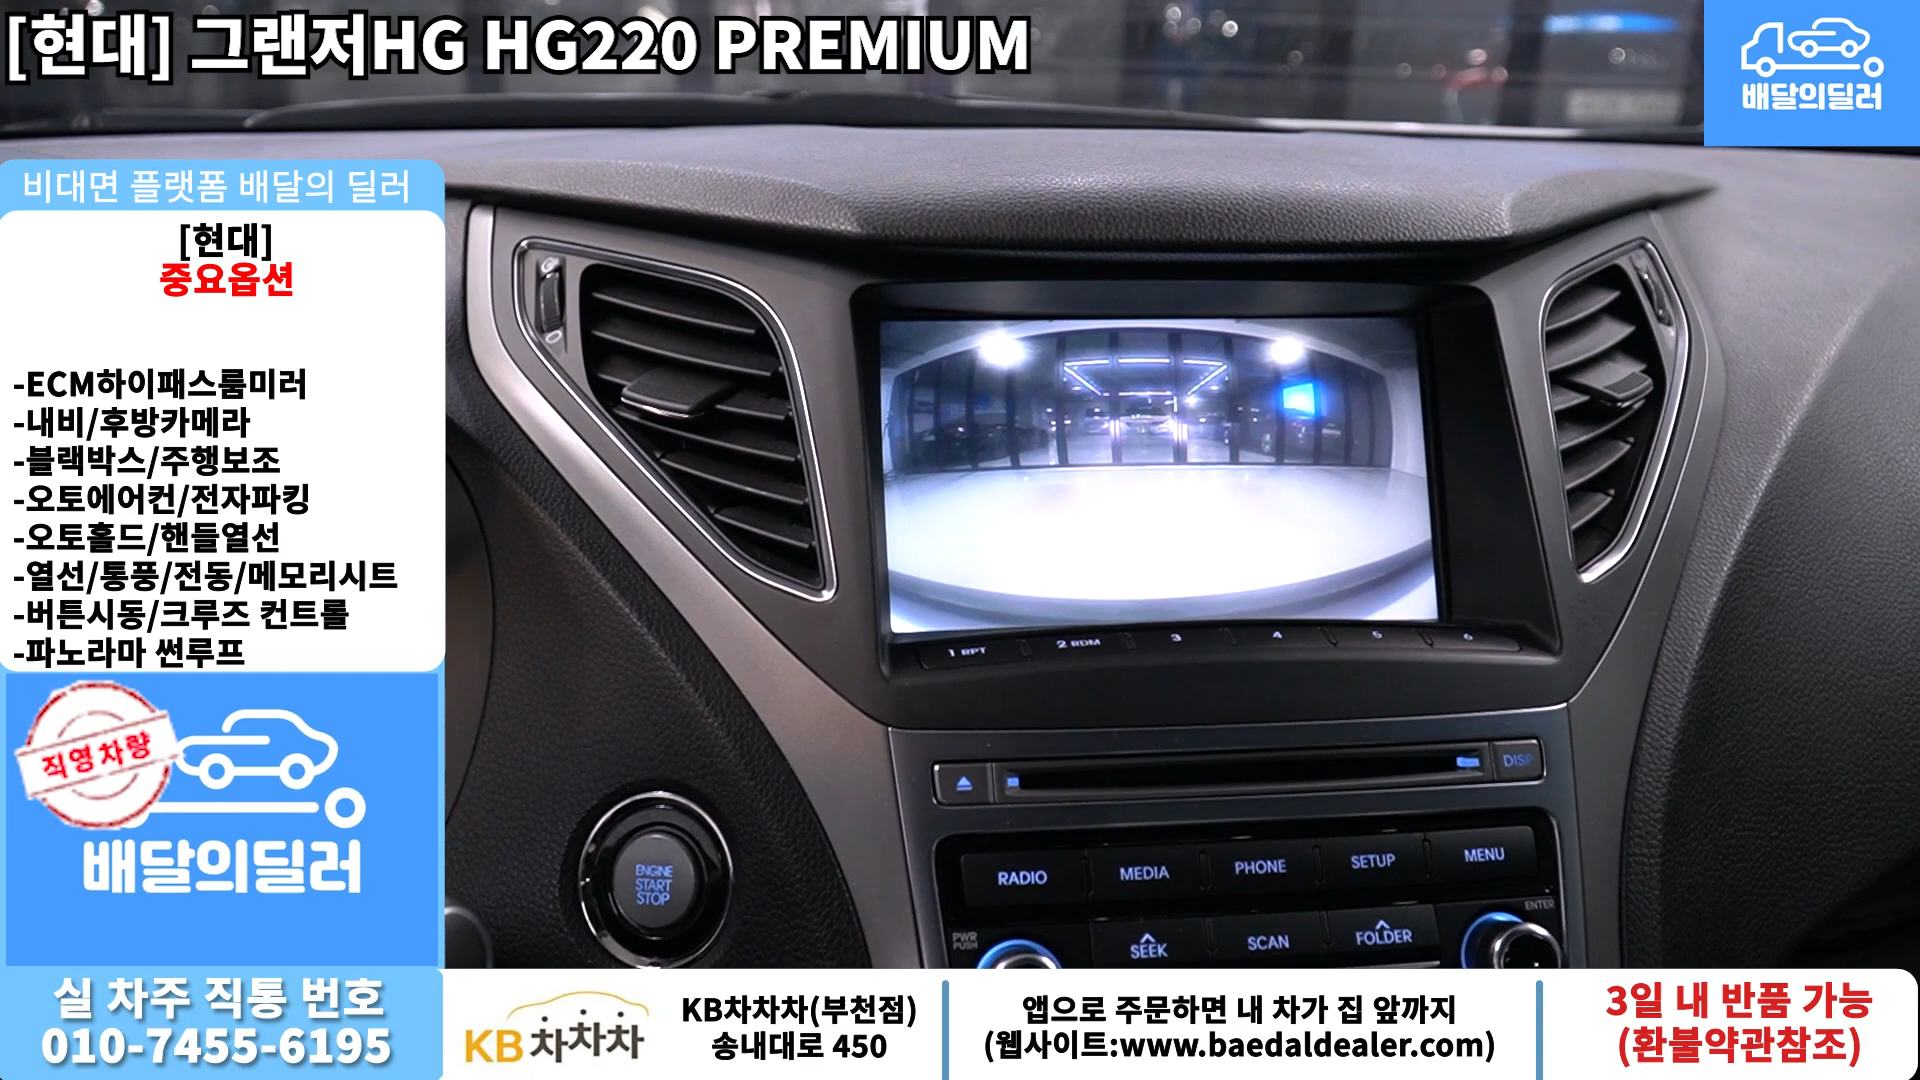 [현대] 그랜저HG HG220 PREMIUM
배달의딜러
비대면 플랫폼 배달의 딜러
[현대]
중요옵션
-ECM하이패스룸미러
-내비/후방카메라
-블랙박스/주행보조
-오토에어컨/전자파킹
-오토홀드/핸들열선
-열선/통풍/전동/메모리시트
-버튼시동/크루즈 컨트롤
-파노라마 썬루프
직영차량
배달의딜러
실 차주 직통 번호
010-7455-6195
1 RPT 2 RDM 3 4 5 6
DISP
RADIO MEDIA PHONE SETUP MENU
ENGINE
START
STOP
PWR
PUSH
SEEK SCAN FOLDER
ENTER
KB차차차
KB차차차(부천점)
송내대로 450
앱으로 주문하면 내 차가 집 앞까지
(웹사이트:www.baedaldealer.com)
3일 내 반품 가능
(환불약관참조)